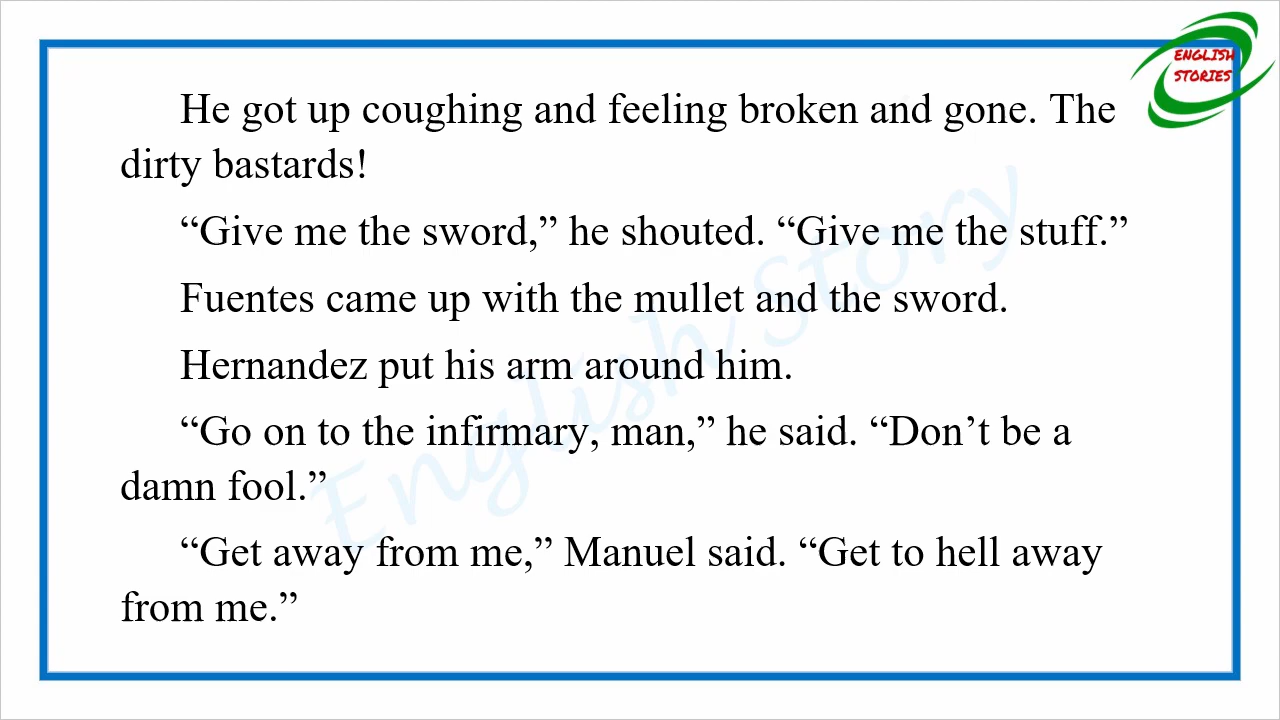 ENGLISH
STORIES
He got up coughing and feeling broken and gone. The
dirty bastards!
“Give me the sword,” he shouted. “Give me the stuff.”
Fuentes came up with the mullet and the sword.
Hernandez put his arm around him.
“Go on to the infirmary, man,” he said. “Don’t be a
damn fool.”
“Get away from me,” Manuel said. “Get to hell away
from me.”
English Story